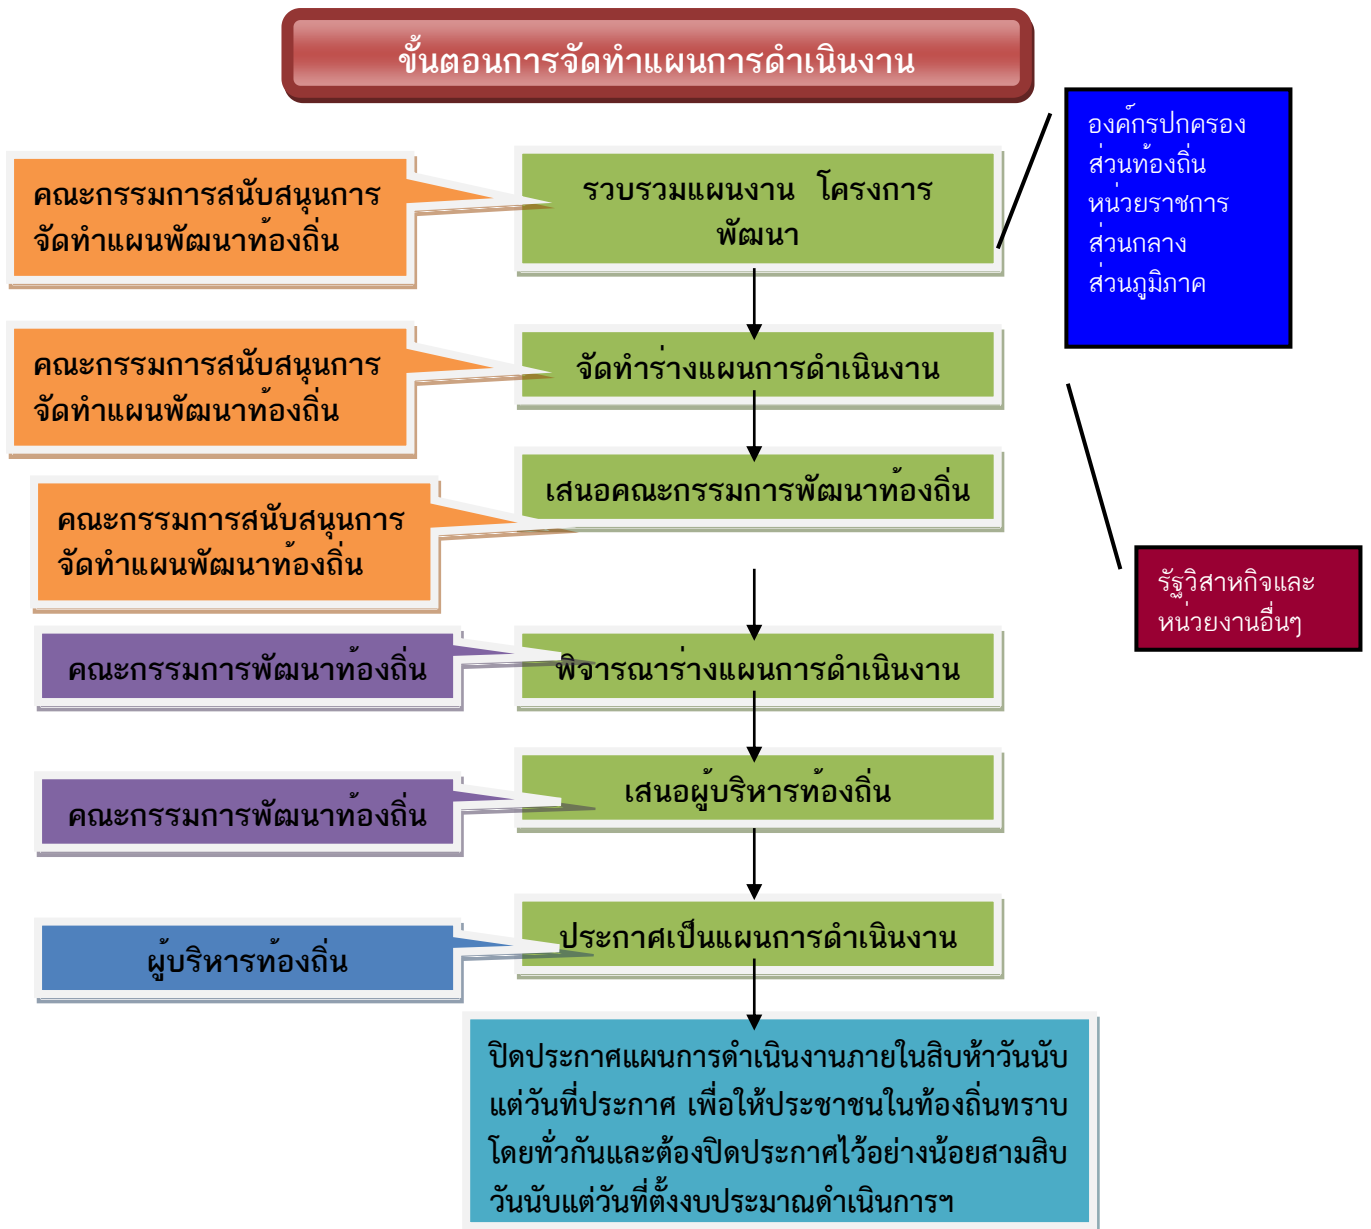 ขั้นตอนการจัดทำแผนการดำเนินงาน
องค์กรปกครอง
ส่วนท้องถิ่น
หน่วยราชการ
ส่วนกลาง
ส่วนภูมิภาค
คณะกรรมการสนับสนุนการ
จัดทำแผนพัฒนาท้องถิ่น
รวบรวมแผนงาน โครงการ
พัฒนา
คณะกรรมการสนับสนุนการ
จัดทำแผนพัฒนาท้องถิ่น
จัดทำร่างแผนการดำเนินงาน
คณะกรรมการสนับสนุนการ
จัดทำแผนพัฒนาท้องถิ่น
เสนอคณะกรรมการพัฒนาท้องถิ่น
รัฐวิสาหกิจและ
หน่วยงานอื่นๆ
คณะกรรมการพัฒนาท้องถิ่น
พิจารณาร่างแผนการดำเนินงาน
คณะกรรมการพัฒนาท้องถิ่น
เสนอผู้บริหารท้องถิ่น
ผู้บริหารท้องถิ่น
ประกาศเป็นแผนการดำเนินงาน
ปิดประกาศแผนการดำเนินงานภายในสิบห้าวันนับ
แต่วันที่ประกาศ เพื่อให้ประชาชนในท้องถิ่นทราบ
โดยทั่วกันและต้องปิดประกาศไว้อย่างน้อยสามสิบ
วันนับแต่วันที่ตั้งงบประมาณดำเนินการฯ